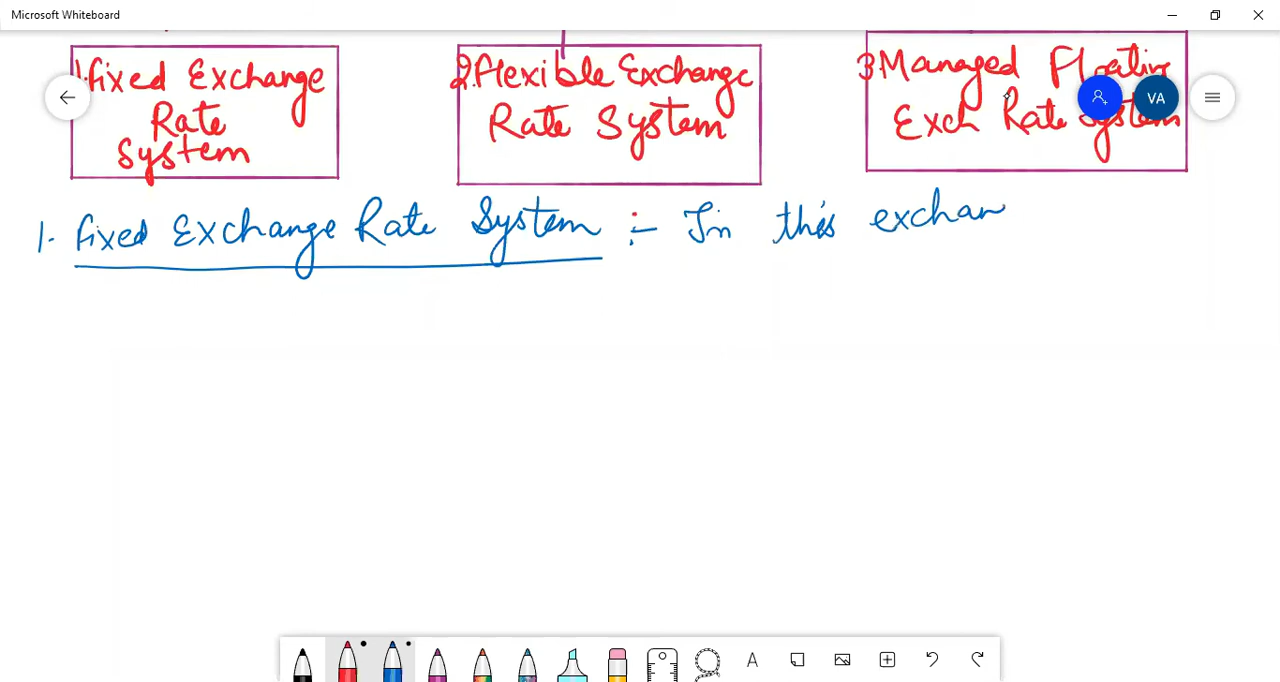 Microsoft Whiteboard
1. Fixed Exchange
Rate
System
2. Flexible Exchange
Rate System
3. Managed Floating
Exch Rate System
VA
1. Fixed Exchange Rate System :- In this exchan
A